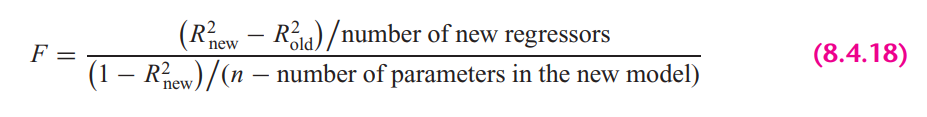 F = (R²new − R²old)/number of new regressors
(1 − R²new)/(n − number of parameters in the new model)
(8.4.18)